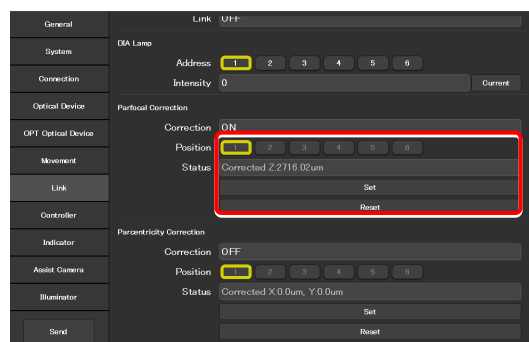 General
System
Connection
Optical Device
OPT Optical Device
Movement
Link
Controller
Indicator
Assist Camera
Illuminator
Send
Link OFF
DIA Lamp
Address 1 2 3 4 5 6
Intensity 0 Current
Parfocal Correction
Correction ON
Position 1 2 3 4 5 6
Status Corrected Z:2716.02um
Set
Reset
Parcentricity Correction
Correction OFF
Position 1 2 3 4 5 6
Status Corrected X:0.0um, Y:0.0um
Set
Reset